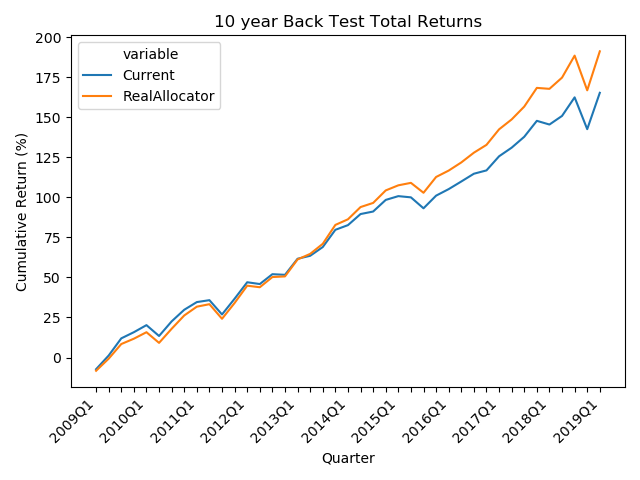 10 year Back Test Total Returns
200
175
150
125
100
75
50
25
0
Cumulative Return (%)
variable
Current
RealAllocator
2009Q1
2010Q1
2011Q1
2012Q1
2013Q1
2014Q1
2015Q1
2016Q1
2017Q1
2018Q1
2019Q1
Quarter